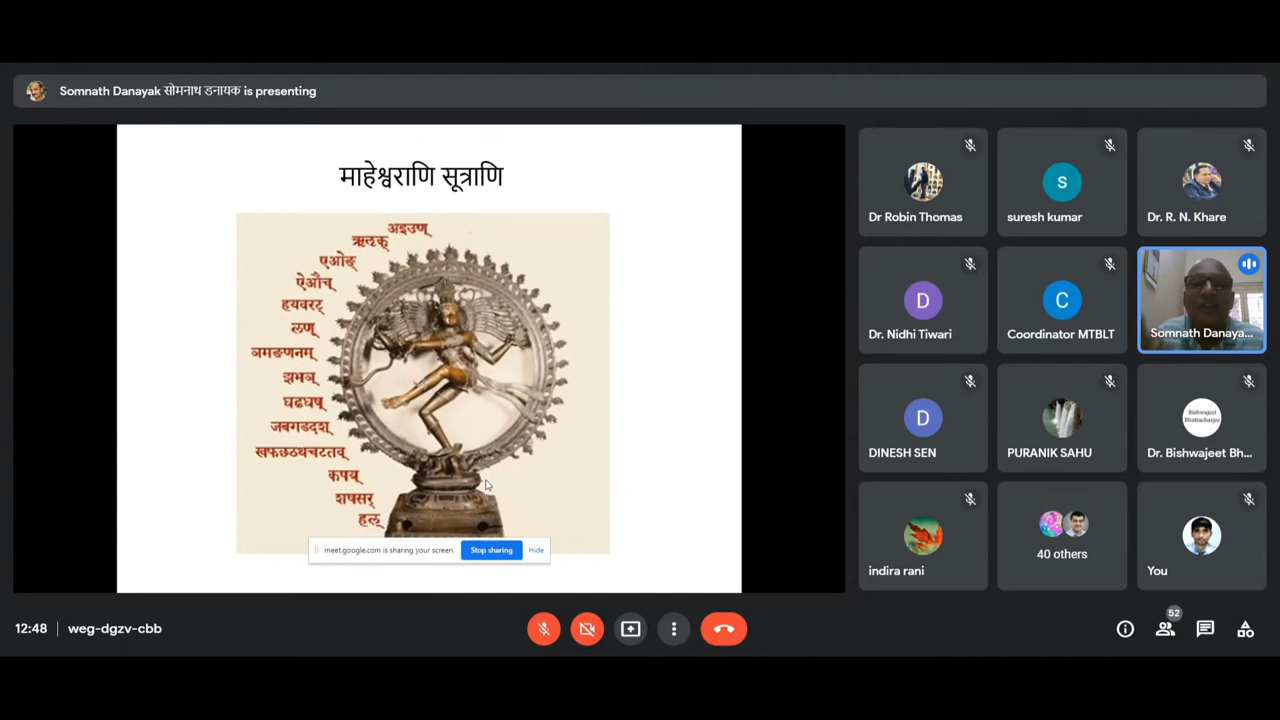 Somnath Danayak सोमनाथ डनायक is presenting
माहेश्वराणि सूत्राणि
अइउण्
ऋलृक्
एओङ्
ऐऔच्
हयवरट्
लण्
ञमङणनम्
झभञ्
घढधष्
जबगडदश्
खफछठथचटतव्
कपय्
शषसर्
हल्
meet.google.com is sharing your screen.
Stop sharing
Hide
Dr Robin Thomas
s
suresh kumar
Dr. R. N. Khare
D
Dr. Nidhi Tiwari
C
Coordinator MTBLT
Somnath Danaya...
D
DINESH SEN
PURANIK SAHU
Bishwajeet
Bhattacharjee
Dr. Bishwajeet Bh...
indira rani
40 others
You
12:48
weg-dgzv-cbb
52